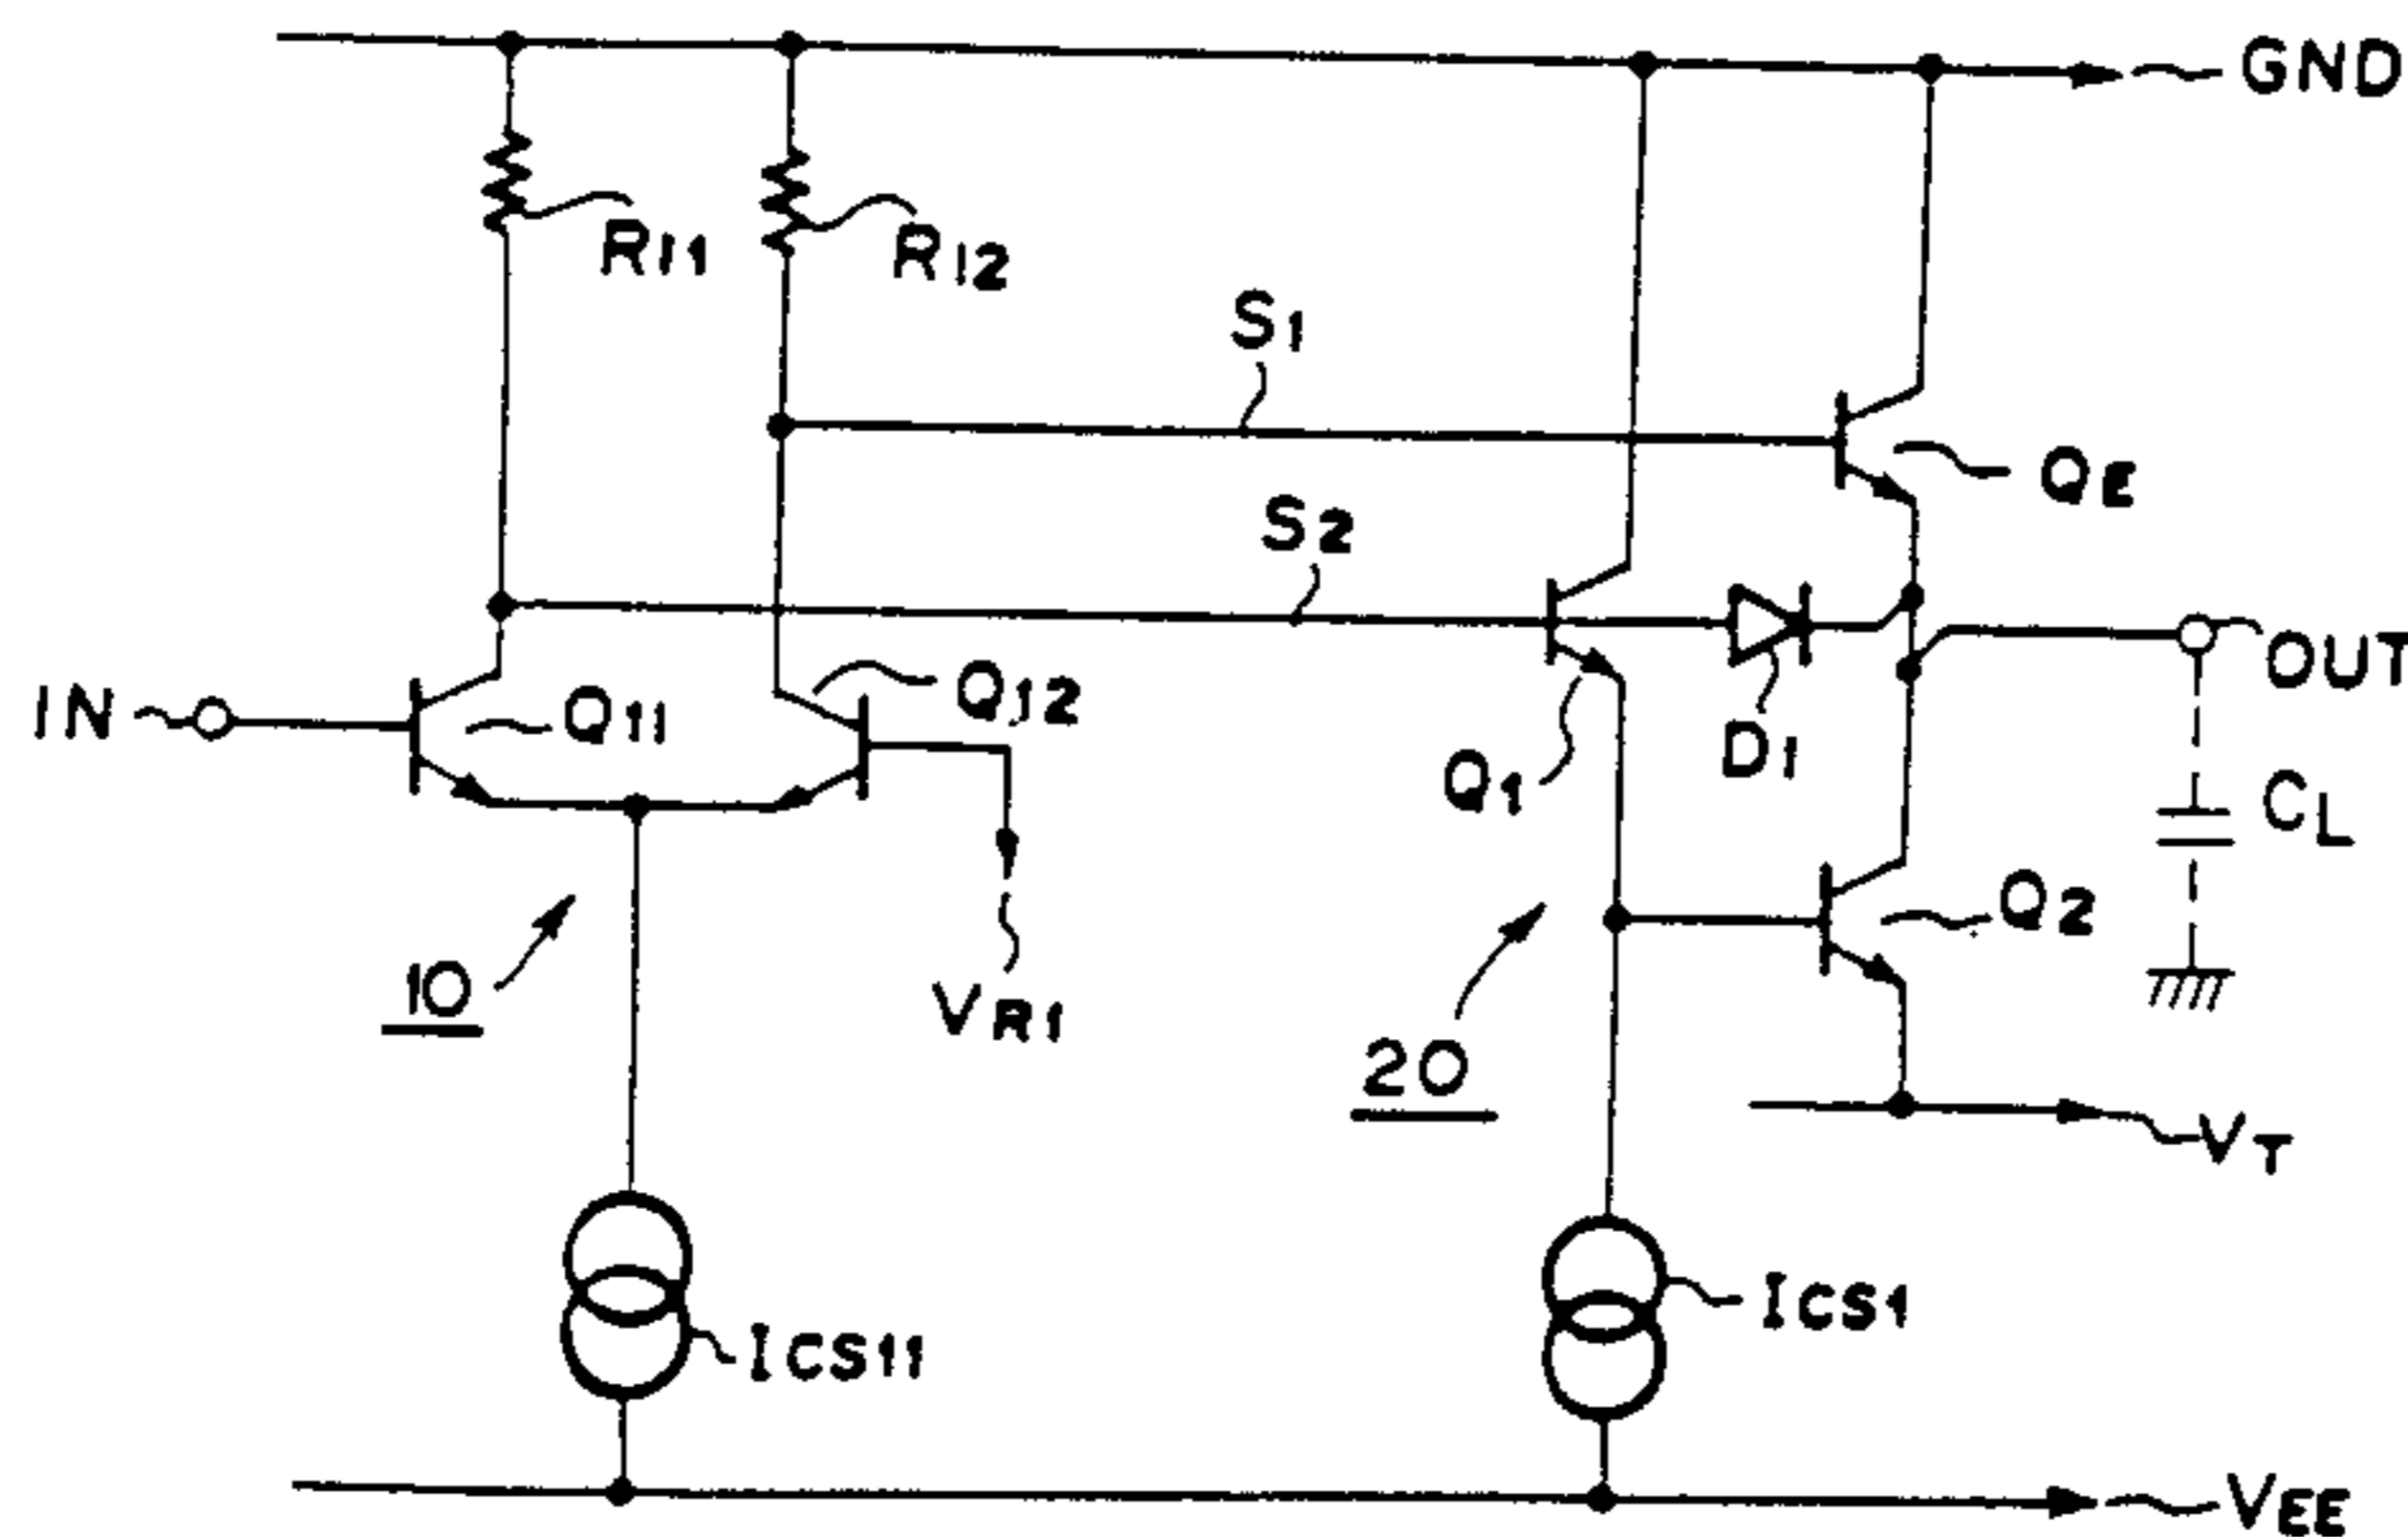 GND
R11
R12
S1
QE
S2
OUT
IN
Q11
Q12
Q1
D1
CL
Q2
10
VR1
20
VT
ICS11
ICS1
VEE